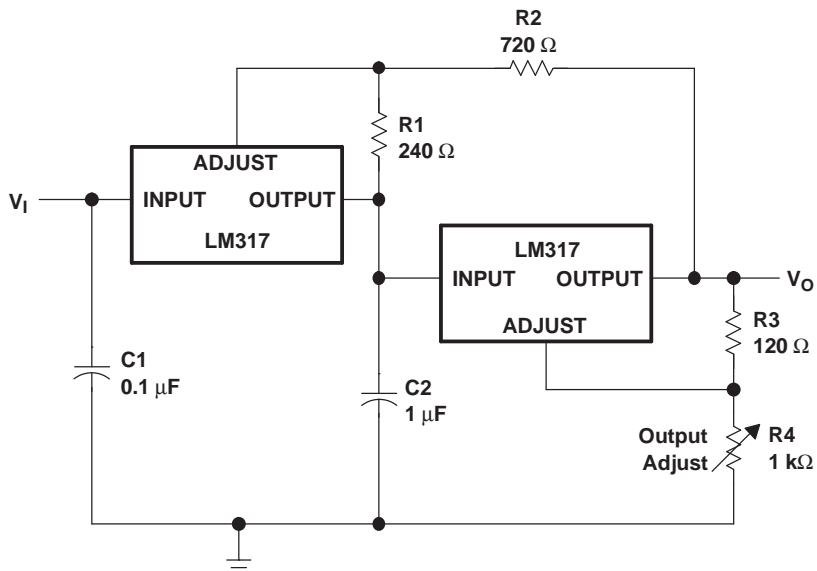 R2
720 Ω
R1
240 Ω
ADJUST
V_I
INPUT OUTPUT
LM317
LM317
INPUT OUTPUT
V_O
ADJUST
R3
120 Ω
C1
0.1 μF
C2
1 μF
Output
Adjust
R4
1 kΩ